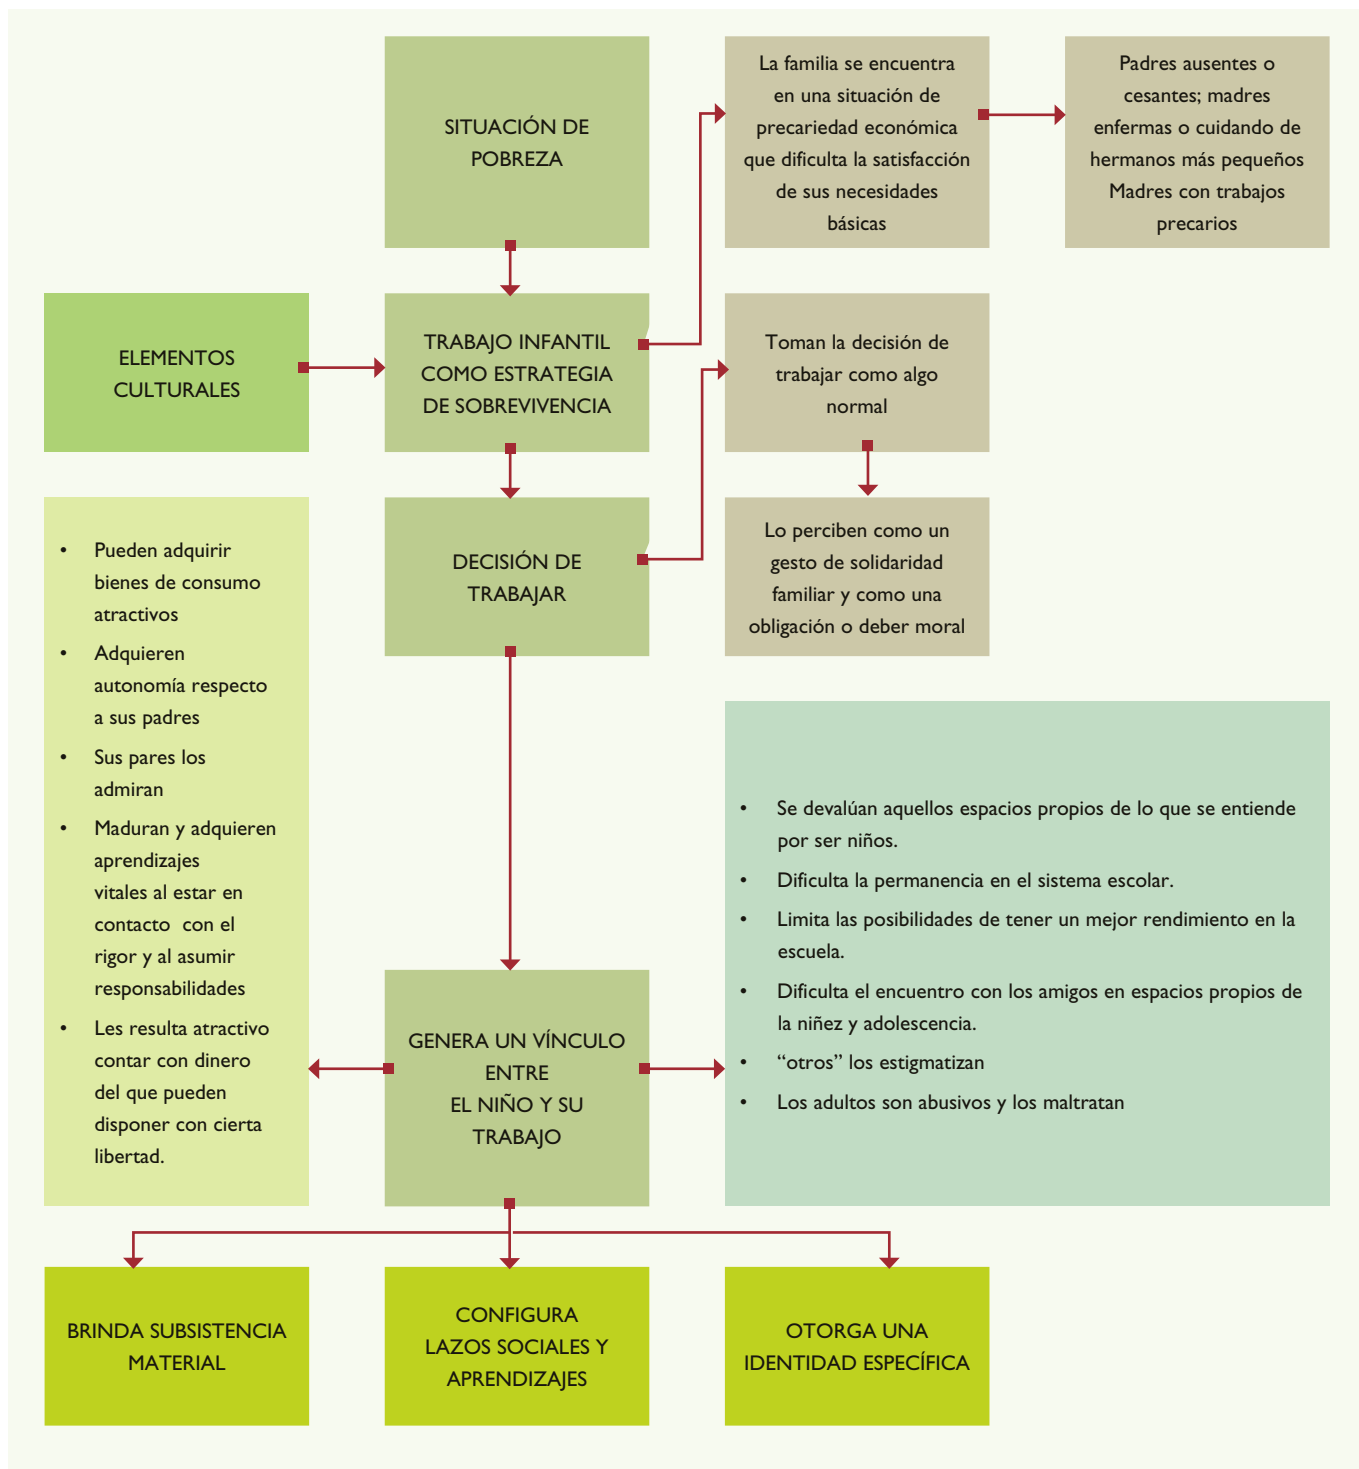 SITUACIÓN DE
POBREZA
La familia se encuentra
en una situación de
precariedad económica
que dificulta la satisfacción
de sus necesidades
básicas
Padres ausentes o
cesantes; madres
enfermas o cuidando de
hermanos más pequeños
Madres con trabajos
precarios
ELEMENTOS
CULTURALES
TRABAJO INFANTIL
COMO ESTRATEGIA
DE SOBREVIVENCIA
Toman la decisión de
trabajar como algo
normal
DECISIÓN DE
TRABAJAR
Lo perciben como un
gesto de solidaridad
familiar y como una
obligación o deber moral
• Pueden adquirir
bienes de consumo
atractivos
• Adquieren
autonomía respecto
a sus padres
• Sus pares los
admiran
• Maduran y adquieren
aprendizajes
vitales al estar en
contacto con el
rigor y al asumir
responsabilidades
• Les resulta atractivo
contar con dinero
del que pueden
disponer con cierta
libertad.
GENERA UN VÍNCULO
ENTRE
EL NIÑO Y SU
TRABAJO
• Se devalúan aquellos espacios propios de lo que se entiende
por ser niños.
• Dificulta la permanencia en el sistema escolar.
• Limita las posibilidades de tener un mejor rendimiento en la
escuela.
• Dificulta el encuentro con los amigos en espacios propios de
la niñez y adolescencia.
• “otros” los estigmatizan
• Los adultos son abusivos y los maltratan
BRINDA SUBSISTENCIA
MATERIAL
CONFIGURA
LAZOS SOCIALES Y
APRENDIZAJES
OTORGA UNA
IDENTIDAD ESPECÍFICA